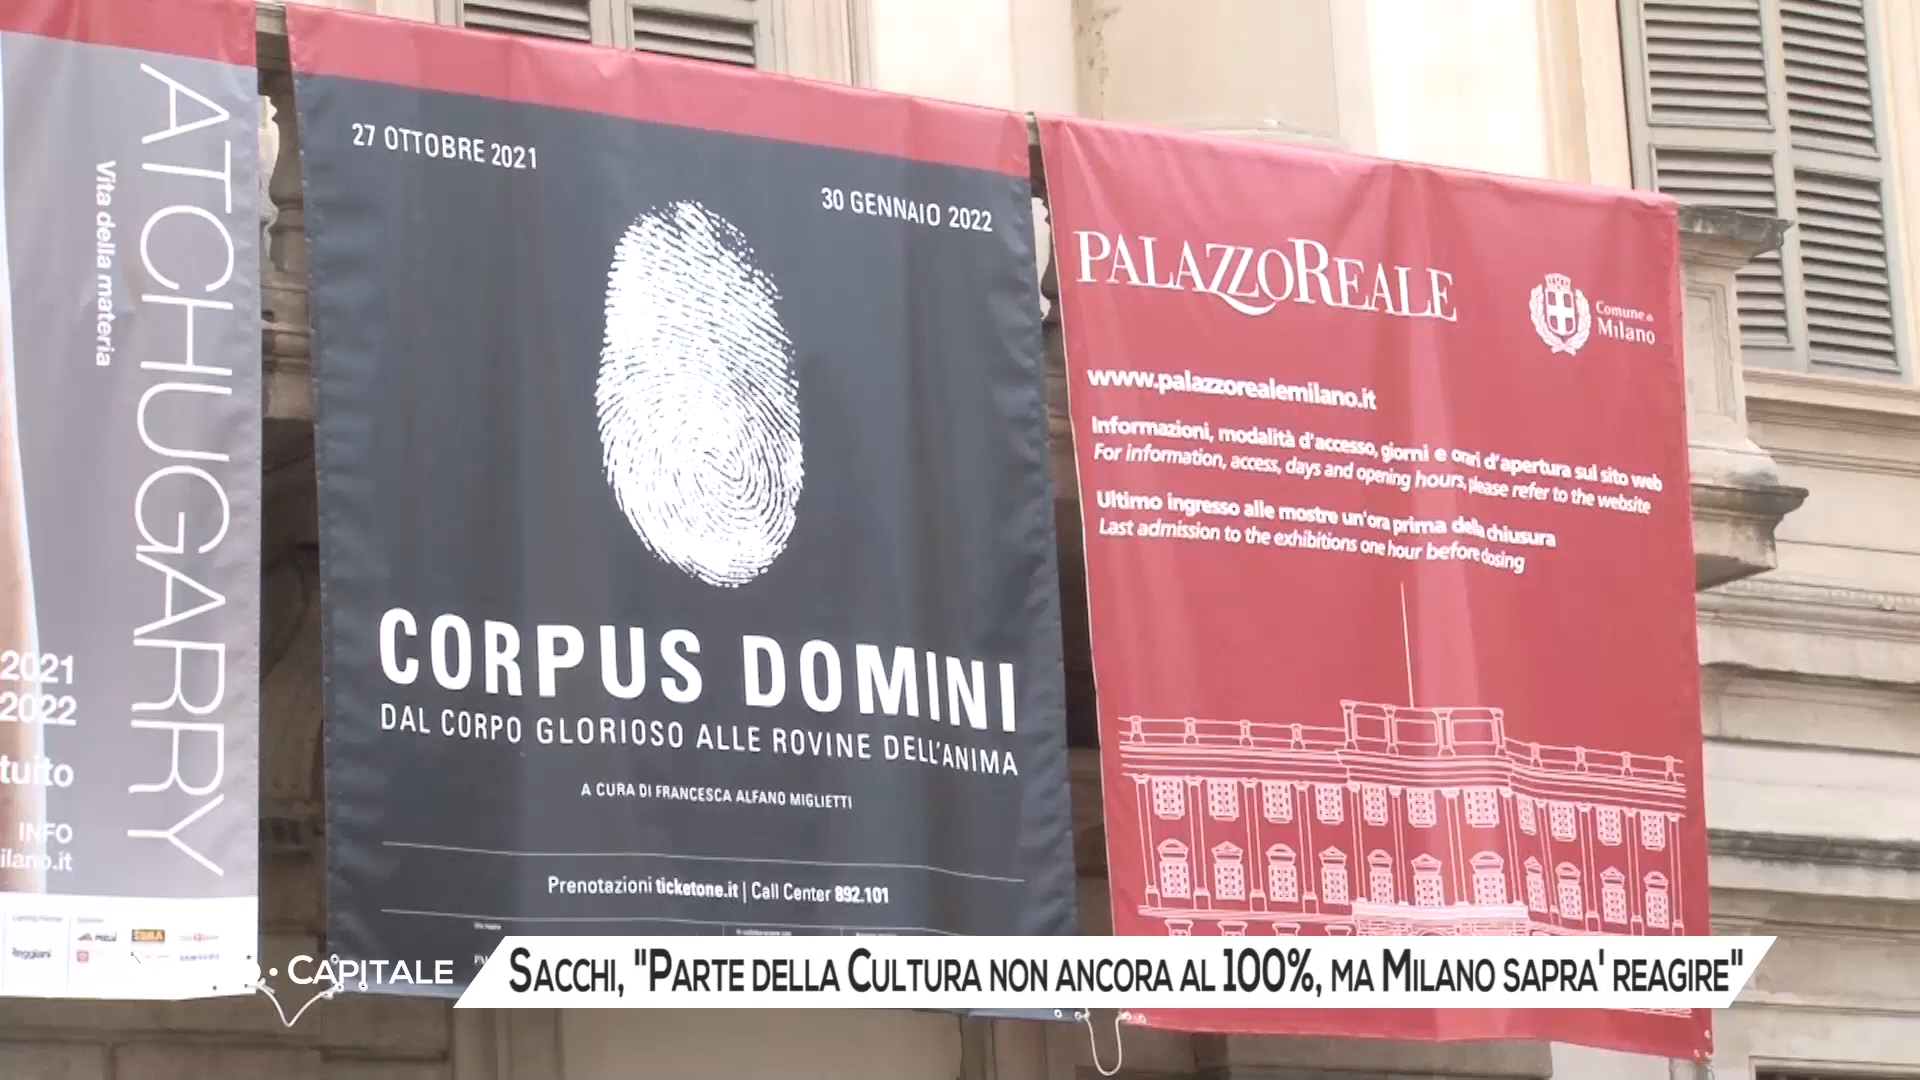 ATCHUGARRY
Vita della materia
2021
2022
tuito
INFO
ilano.it
Reggiani
27 OTTOBRE 2021
30 GENNAIO 2022
CORPUS DOMINI
DAL CORPO GLORIOSO ALLE ROVINE DELL'ANIMA
A CURA DI FRANCESCA ALFANO MIGLIETTI
Prenotazioni ticketone.it | Call Center 892.101
PALAZZOREALE
Comune di
Milano
www.palazzorealemilano.it
Informazioni, modalità d'accesso, giorni e orari d'apertura sul sito web
For information, access, days and opening hours, please refer to the website
Ultimo ingresso alle mostre un'ora prima della chiusura
Last admission to the exhibitions one hour before closing
CAPITALE
SACCHI, "PARTE DELLA CULTURA NON ANCORA AL 100%, MA MILANO SAPRA' REAGIRE"